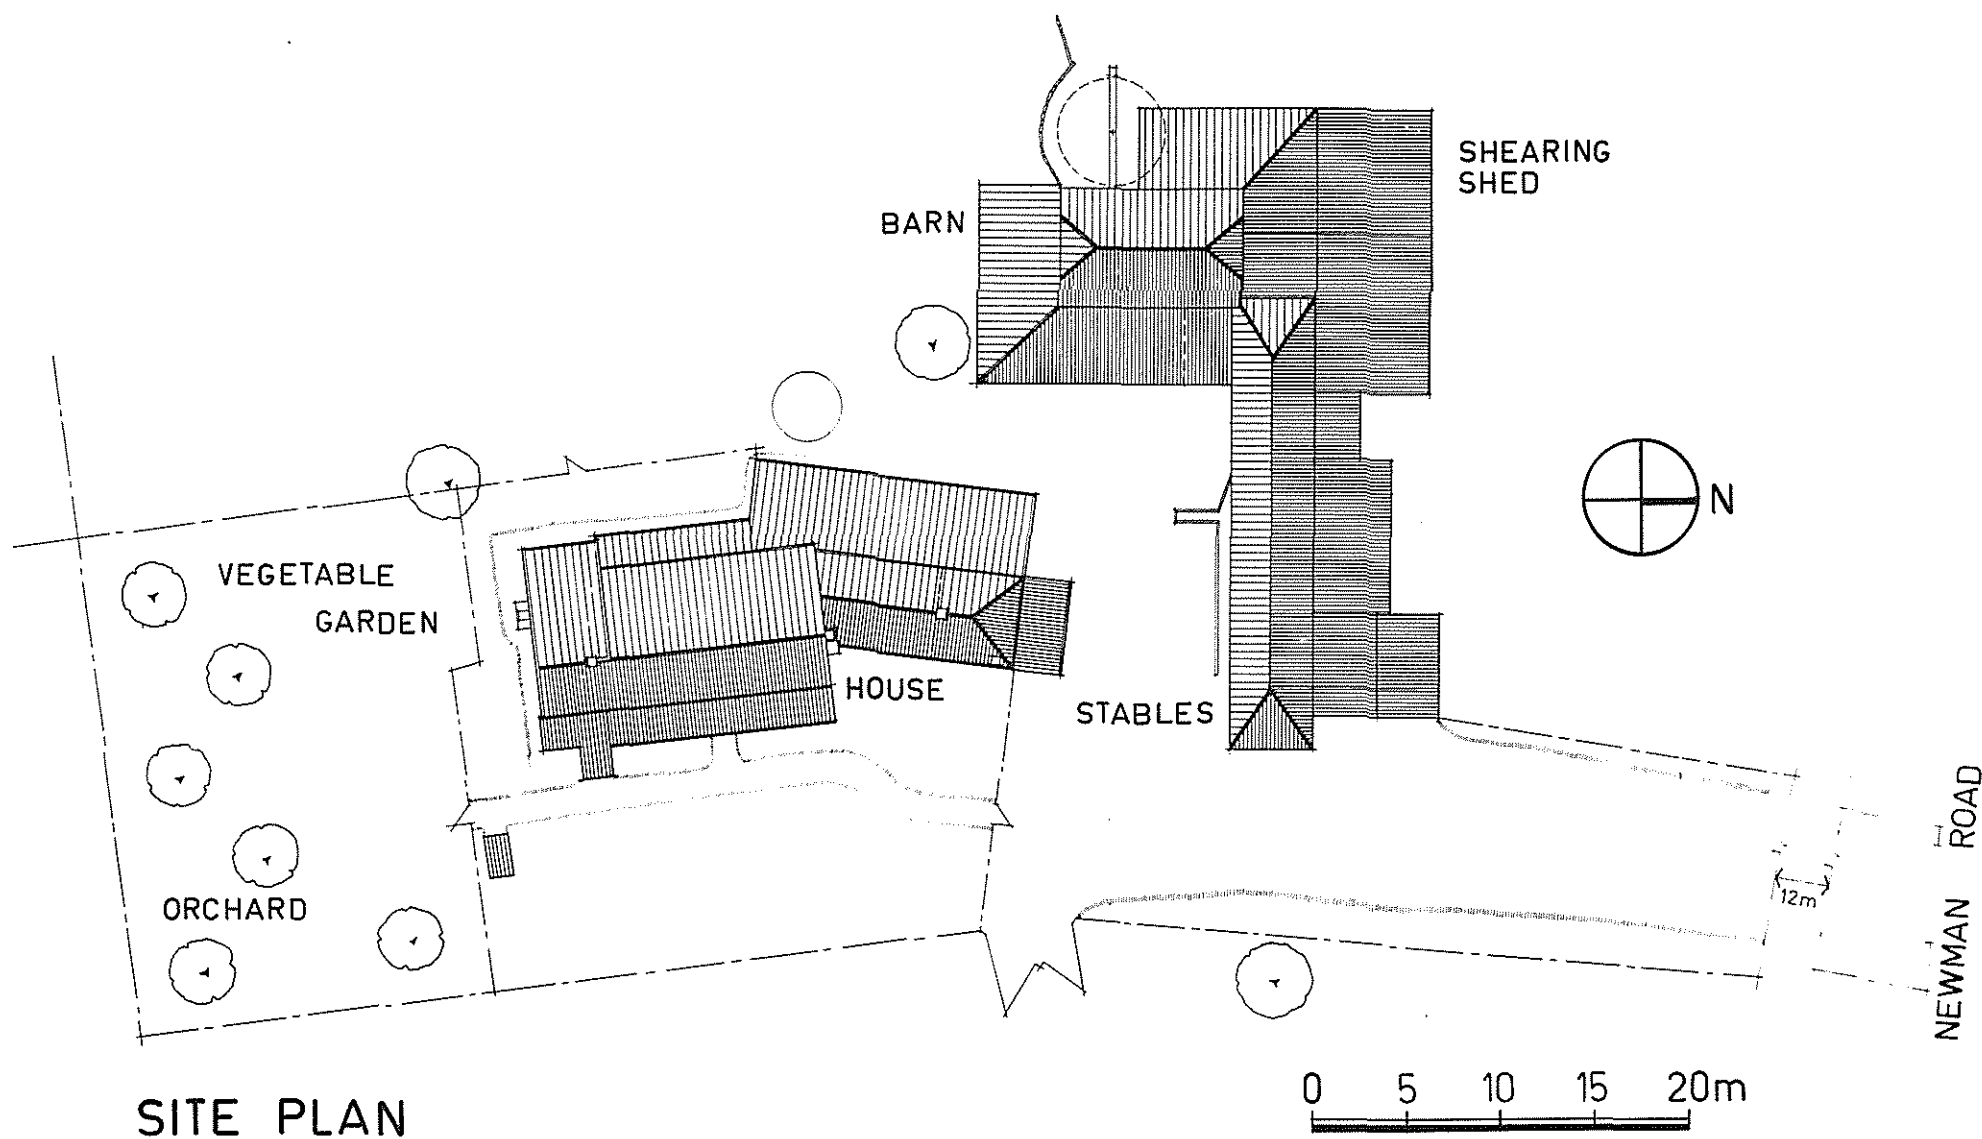 SHEARING
SHED
BARN
N
VEGETABLE
GARDEN
HOUSE
STABLES
ORCHARD
12m
NEWMAN ROAD
SITE PLAN
0 5 10 15 20m